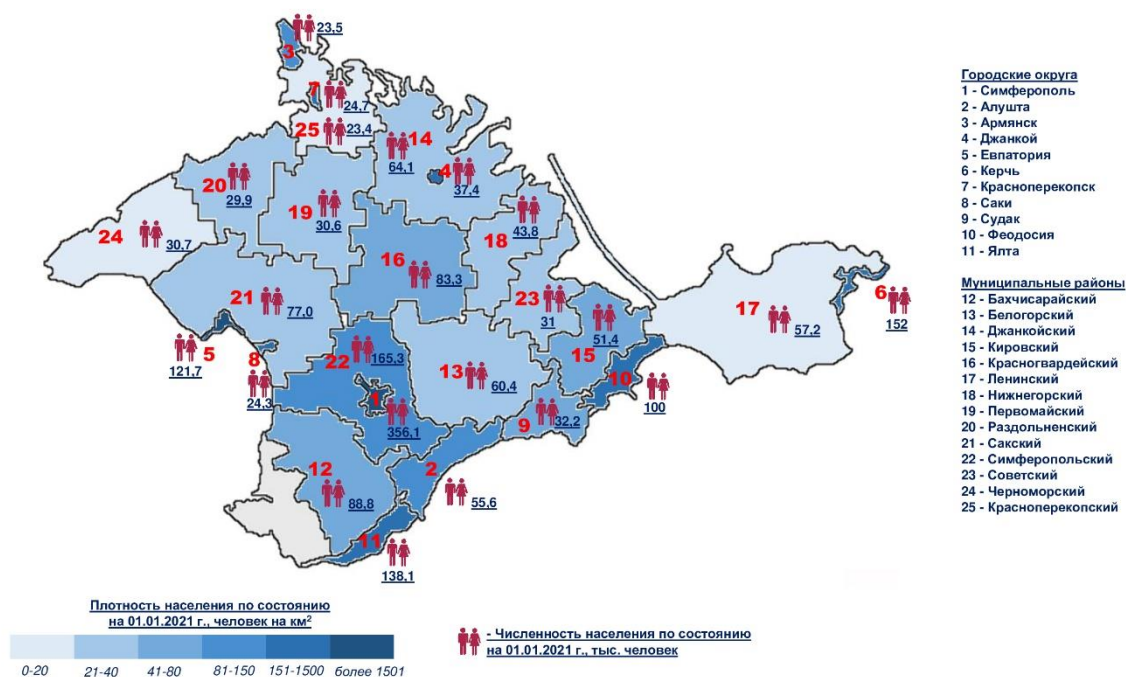 23,5
3
7
24,7
25
23,4
14
64,1
4
37,4
20
29,9
19
30.6
43,8
18
24
30.7
16
83,3
21
77.0
23
31
51,4
15
17
57,2
6
152
5
121.7
8
24,3
22
165.3
13
60,4
10
100
1
356,1
9
32,2
12
88,8
2
55,6
11
138.1
Городские округа
1 - Симферополь
2 - Алушта
3 - Армянск
4 - Джанкой
5 - Евпатория
6 - Керчь
7 - Красноперекопск
8 - Саки
9 - Судак
10 - Феодосия
11 - Ялта
Муниципальные районы
12 - Бахчисарайский
13 - Белогорский
14 - Джанкойский
15 - Кировский
16 - Красногвардейский
17 - Ленинский
18 - Нижнегорский
19 - Первомайский
20 - Раздольненский
21 - Сакский
22 - Симферопольский
23 - Советский
24 - Черноморский
25 - Красноперекопский
Плотность населения по состоянию
на 01.01.2021 г., человек на км²
0-20 21-40 41-80 81-150 151-1500 более 1501
- Численность населения по состоянию
на 01.01.2021 г., тыс. человек